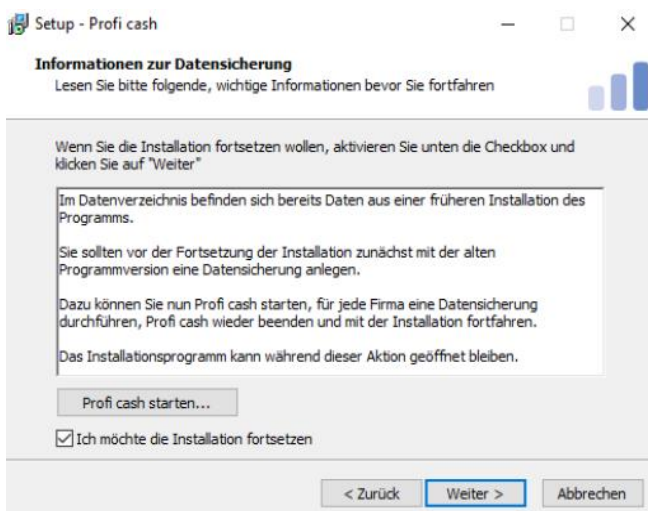 Setup - Profi cash
Informationen zur Datensicherung
Lesen Sie bitte folgende, wichtige Informationen bevor Sie fortfahren
Wenn Sie die Installation fortsetzen wollen, aktivieren Sie unten die Checkbox und
klicken Sie auf "Weiter"
Im Datenverzeichnis befinden sich bereits Daten aus einer früheren Installation des
Programms.
Sie sollten vor der Fortsetzung der Installation zunächst mit der alten
Programmversion eine Datensicherung anlegen.
Dazu können Sie nun Profi cash starten, für jede Firma eine Datensicherung
durchführen, Profi cash wieder beenden und mit der Installation fortfahren.
Das Installationsprogramm kann während dieser Aktion geöffnet bleiben.
Profi cash starten...
Ich möchte die Installation fortsetzen
< Zurück Weiter > Abbrechen